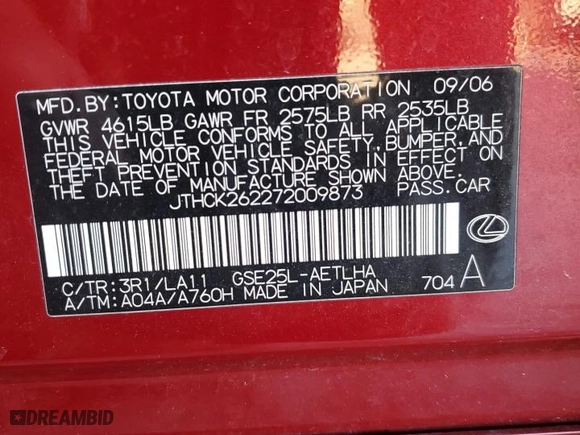 MFD.BY:TOYOTA MOTOR CORPORATION 09/06
GVWR 4615LB GAWR FR 2575LB RR 2535LB
THIS VEHICLE CONFORMS TO ALL APPLICABLE
FEDERAL MOTOR VEHICLE SAFETY,BUMPER,AND
THEFT PREVENTION STANDARDS IN EFFECT ON
THE DATE OF MANUFACTURE SHOWN ABOVE.
JTHCK262272009873 PASS.CAR
C/TR:3R1/LA11 GSE25L-AETLHA
A/TM:A04A/A760H MADE IN JAPAN 704 A
DREAMBID